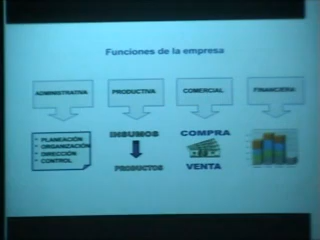 Funciones de la empresa
ADMINISTRATIVA
PRODUCTIVA
COMERCIAL
FINANCIERA
PLANEACIÓN
ORGANIZACIÓN
DIRECCIÓN
CONTROL
INSUMOS
PRODUCTOS
COMPRA
VENTA